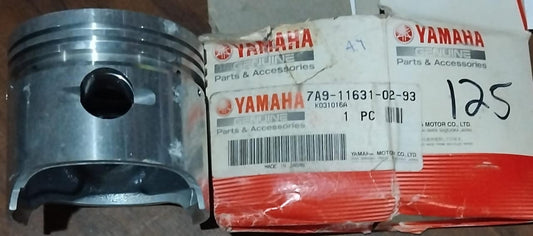 YAMAHA
GENUINE
Parts & Accessories
A9
YAMAHA
GENUINE
Parts & Accessories
YAMAHA
GENUINE
Parts & Accessories
7A9-11631-02-93
K031016A
1 PC
YAMAHA MOTOR CO., LTD
MADE IN JAPAN
125
MOTOR CO., LTD